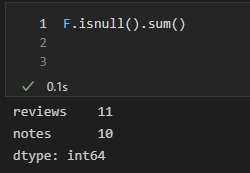 1 F.isnull().sum()
2
3
✓ 0.1s
reviews 11
notes 10
dtype: int64